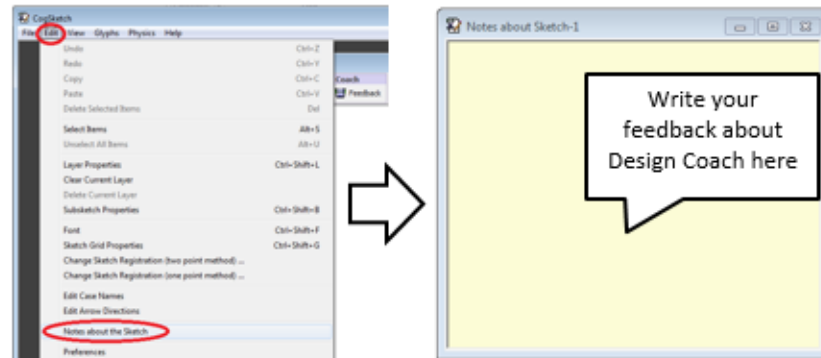 CogSketch
File Edit View Glyphs Physics Help
Undo Ctrl+Z
Redo Ctrl+Y
Copy Ctrl+C
Paste Ctrl+V
Delete Selected Items Del
Select Items Alt+S
Unselect All Items Alt+U
Layer Properties Ctrl+Shift+L
Clear Current Layer
Delete Current Layer
Subsketch Properties Ctrl+Shift+B
Font Ctrl+Shift+F
Sketch Grid Properties Ctrl+Shift+G
Change Sketch Registration (two point method) ...
Change Sketch Registration (one point method) ...
Edit Case Names
Edit Arrow Directions
Notes about the Sketch
Preferences
Coach
Feedback
Notes about Sketch-1
Write your
feedback about
Design Coach here